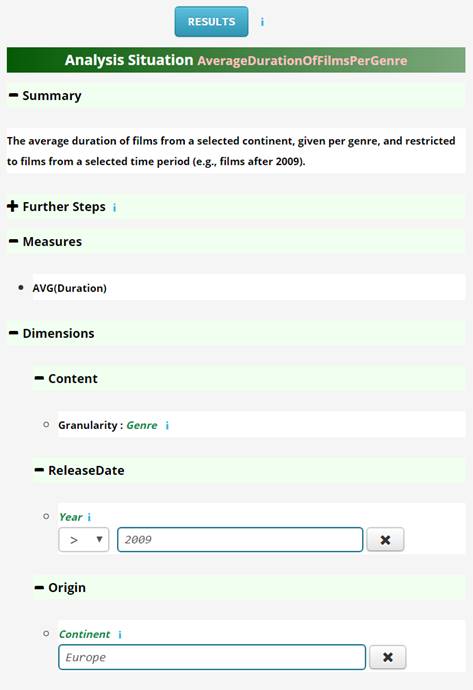 RESULTS i
Analysis Situation AverageDurationOfFilmsPerGenre
Summary
The average duration of films from a selected continent, given per genre, and restricted
to films from a selected time period (e.g., films after 2009).
Further Steps i
Measures
AVG(Duration)
Dimensions
Content
Granularity : Genre i
ReleaseDate
Year i
> 2009
Origin
Continent i
Europe